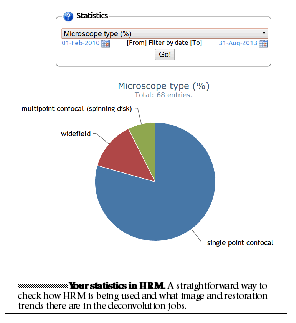 Statistics
Microscope type (%)
01-Feb-2010 [From] Filter by date [To] 31-Aug-2013
Go!
Microscope type (%)
Total: 68 entries.
multipoint confocal (spinning disk)
widefield
single point confocal
Your statistics in HRM. A straightforward way to
check how HRM is being used and what image and restoration
trends there are in the deconvolution jobs.